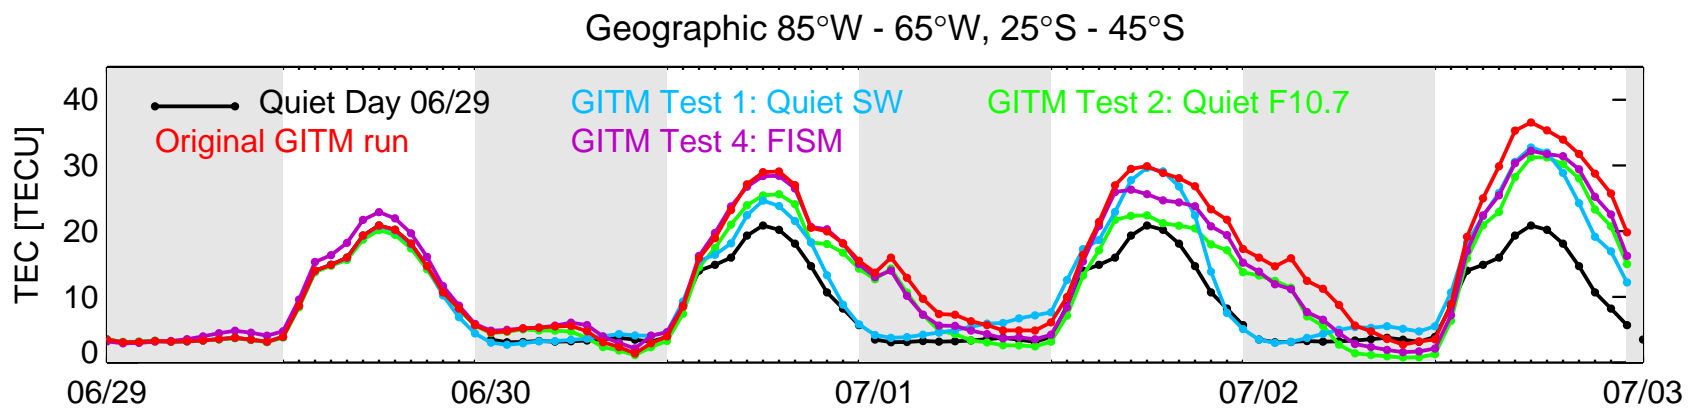 Geographic 85°W - 65°W, 25°S - 45°S
TEC [TECU]
40
30
20
10
0
Quiet Day 06/29
GITM Test 1: Quiet SW
GITM Test 2: Quiet F10.7
Original GITM run
GITM Test 4: FISM
06/29
06/30
07/01
07/02
07/03